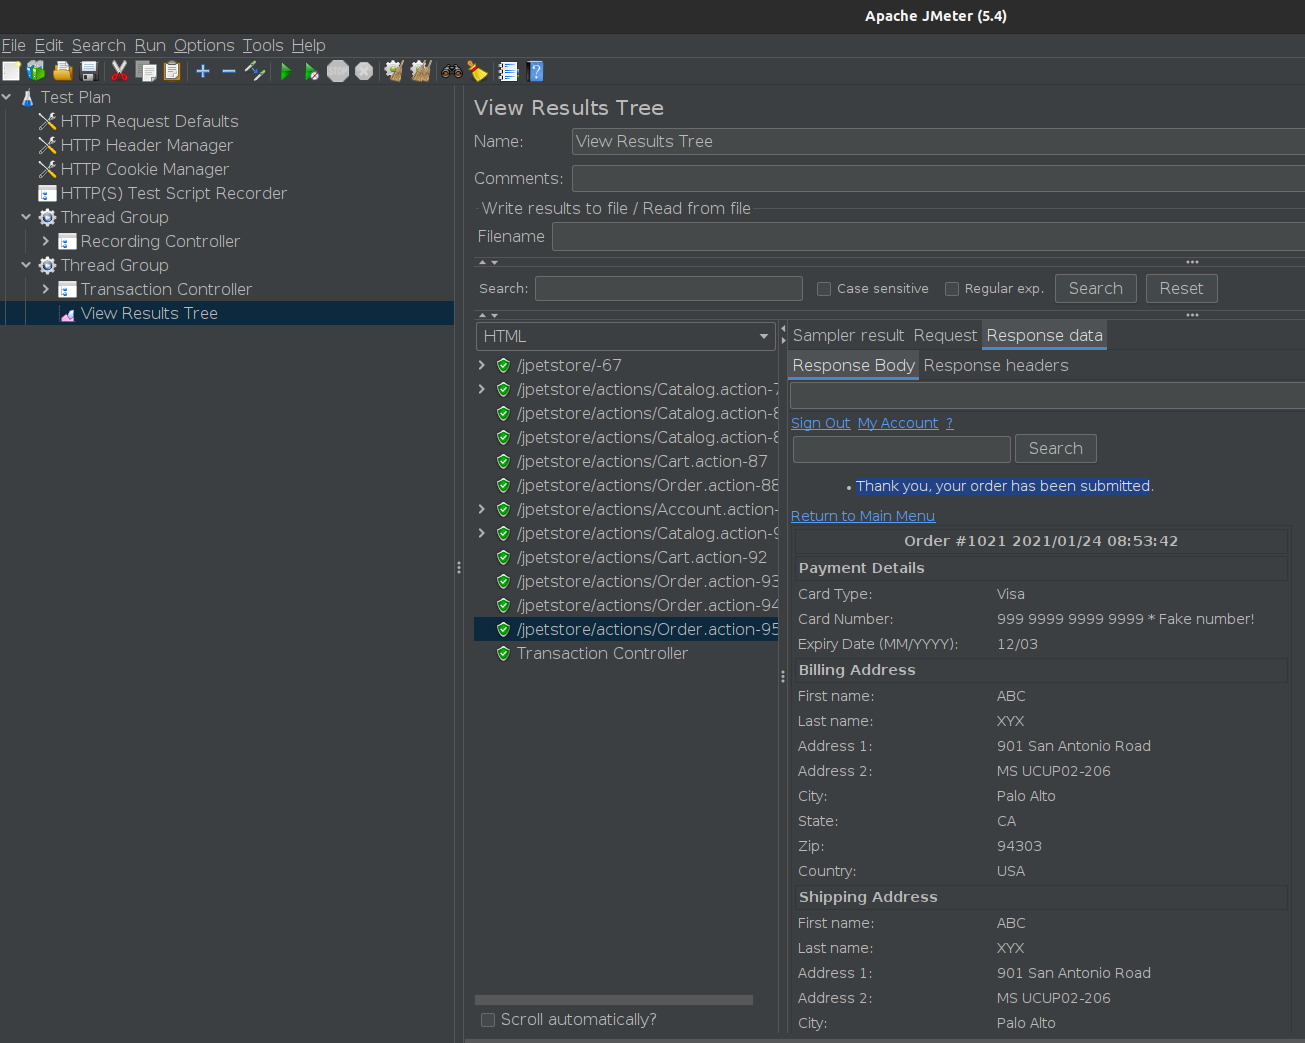 Apache JMeter (5.4)
File Edit Search Run Options Tools Help
Test Plan
HTTP Request Defaults
HTTP Header Manager
HTTP Cookie Manager
HTTP(S) Test Script Recorder
Thread Group
Recording Controller
Thread Group
Transaction Controller
View Results Tree
View Results Tree
Name: View Results Tree
Comments:
Write results to file / Read from file
Filename
Search: Case sensitive Regular exp. Search Reset
HTML
/jpetstore/-67
/jpetstore/actions/Catalog.action-7
/jpetstore/actions/Catalog.action-8
/jpetstore/actions/Catalog.action-8
/jpetstore/actions/Cart.action-87
/jpetstore/actions/Order.action-88
/jpetstore/actions/Account.action-
/jpetstore/actions/Catalog.action-9
/jpetstore/actions/Cart.action-92
/jpetstore/actions/Order.action-93
/jpetstore/actions/Order.action-94
/jpetstore/actions/Order.action-95
Transaction Controller
Scroll automatically?
Sampler result Request Response data
Response Body Response headers
Sign Out My Account ?
Search
• Thank you, your order has been submitted.
Return to Main Menu
Order #1021 2021/01/24 08:53:42
Payment Details
Card Type: Visa
Card Number: 999 9999 9999 9999 * Fake number!
Expiry Date (MM/YYYY): 12/03
Billing Address
First name: ABC
Last name: XYX
Address 1: 901 San Antonio Road
Address 2: MS UCUP02-206
City: Palo Alto
State: CA
Zip: 94303
Country: USA
Shipping Address
First name: ABC
Last name: XYX
Address 1: 901 San Antonio Road
Address 2: MS UCUP02-206
City: Palo Alto